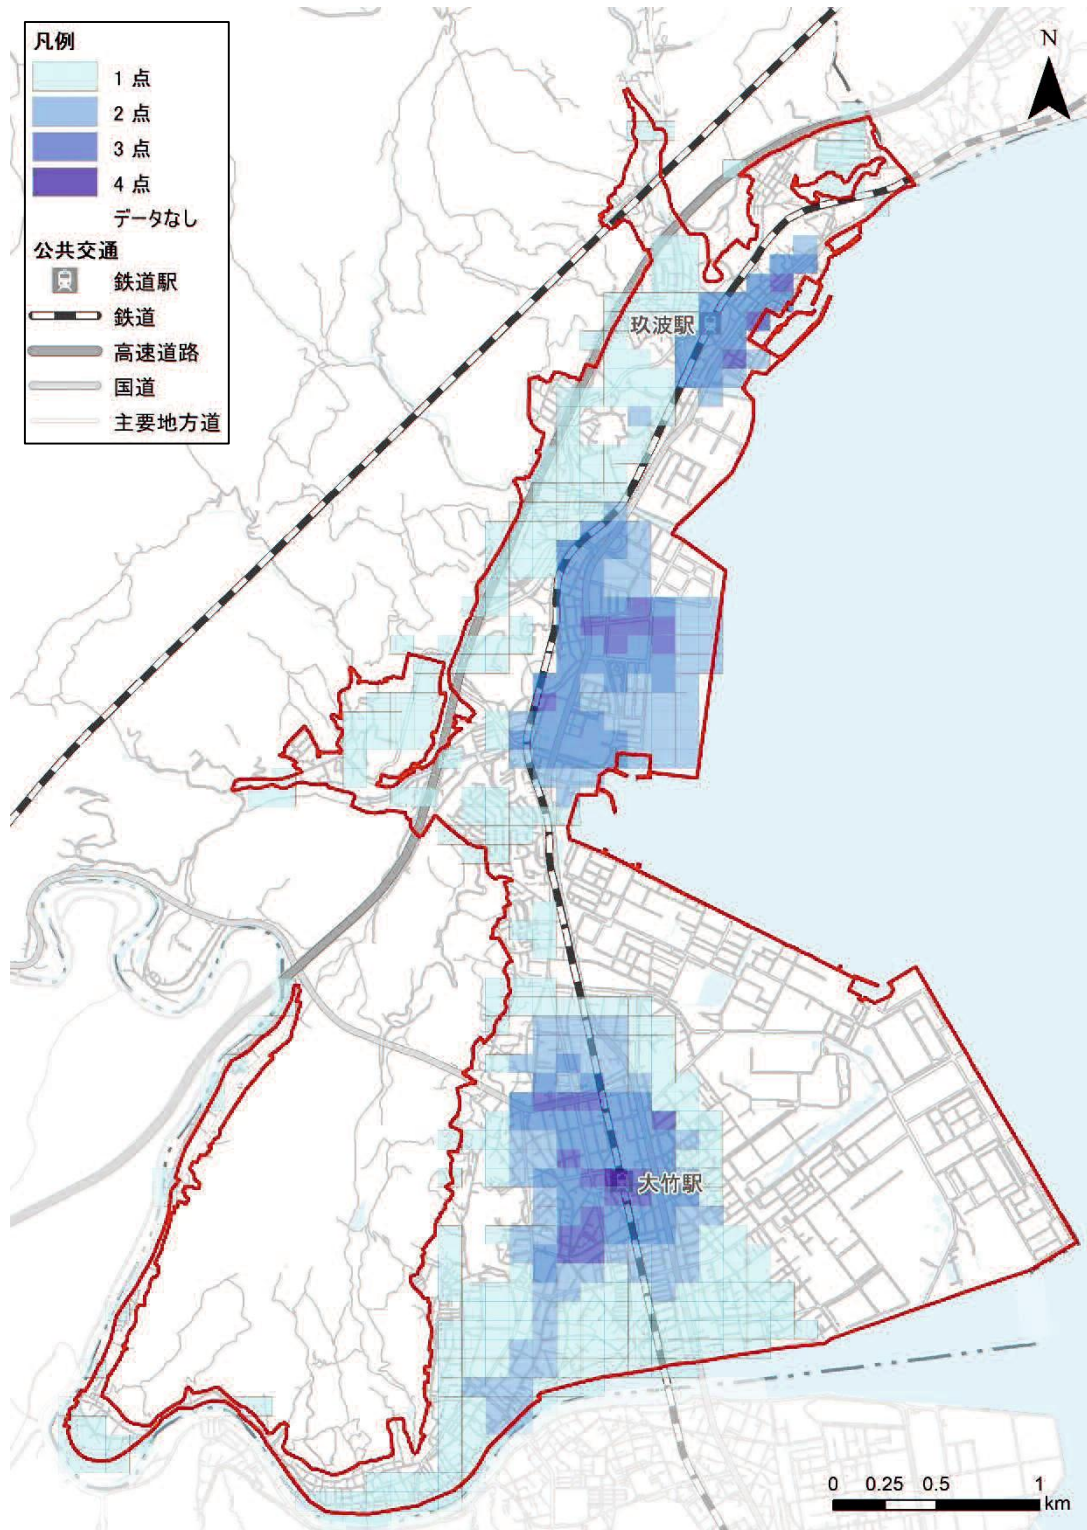 凡例
1 点
2 点
3 点
4 点
データなし
公共交通
鉄道駅
鉄道
高速道路
国道
主要地方道
N
玖波駅
大竹駅
0 0.25 0.5 1
km